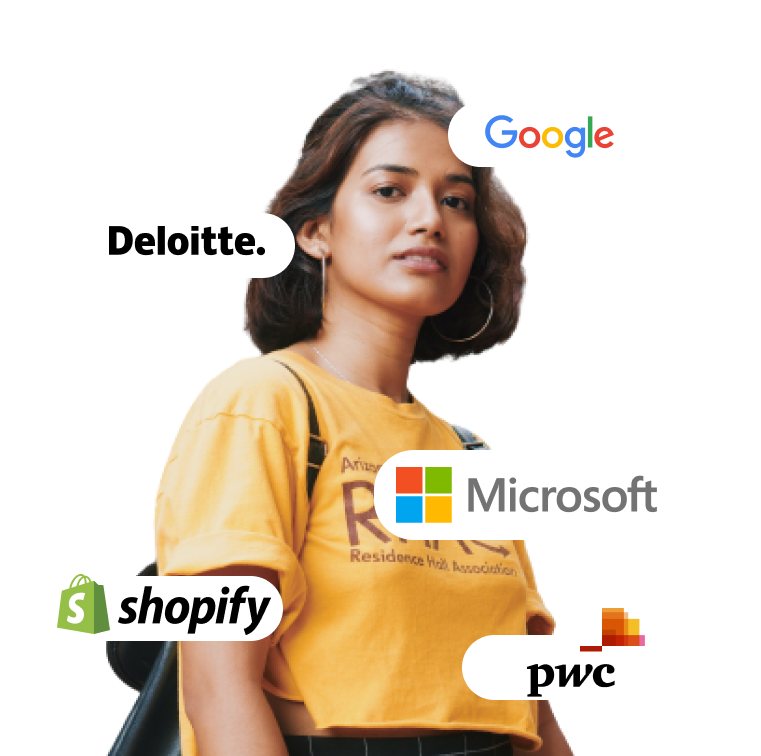 Google
Deloitte.
Microsoft
Residence Hall Association
shopify
pwc